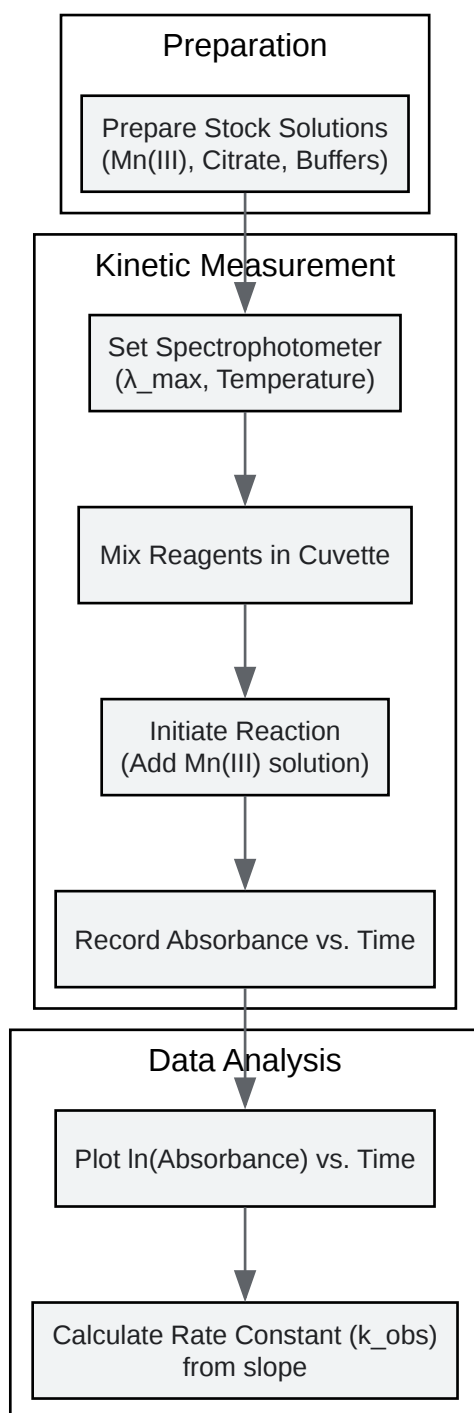 Preparation
Prepare Stock Solutions
(Mn(III), Citrate, Buffers)
Kinetic Measurement
Set Spectrophotometer
(λ_max, Temperature)
Mix Reagents in Cuvette
Initiate Reaction
(Add Mn(III) solution)
Record Absorbance vs. Time
Data Analysis
Plot ln(Absorbance) vs. Time
Calculate Rate Constant (k_obs)
from slope